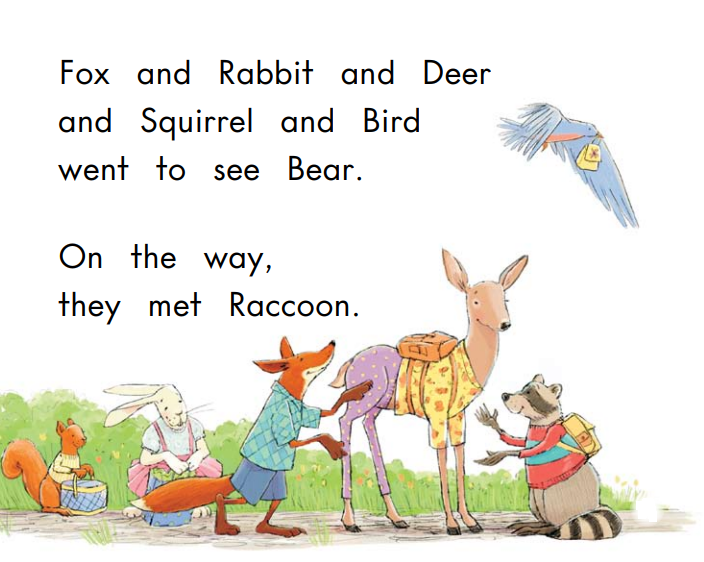 Fox and Rabbit and Deer
and Squirrel and Bird
went to see Bear.
On the way,
they met Raccoon.